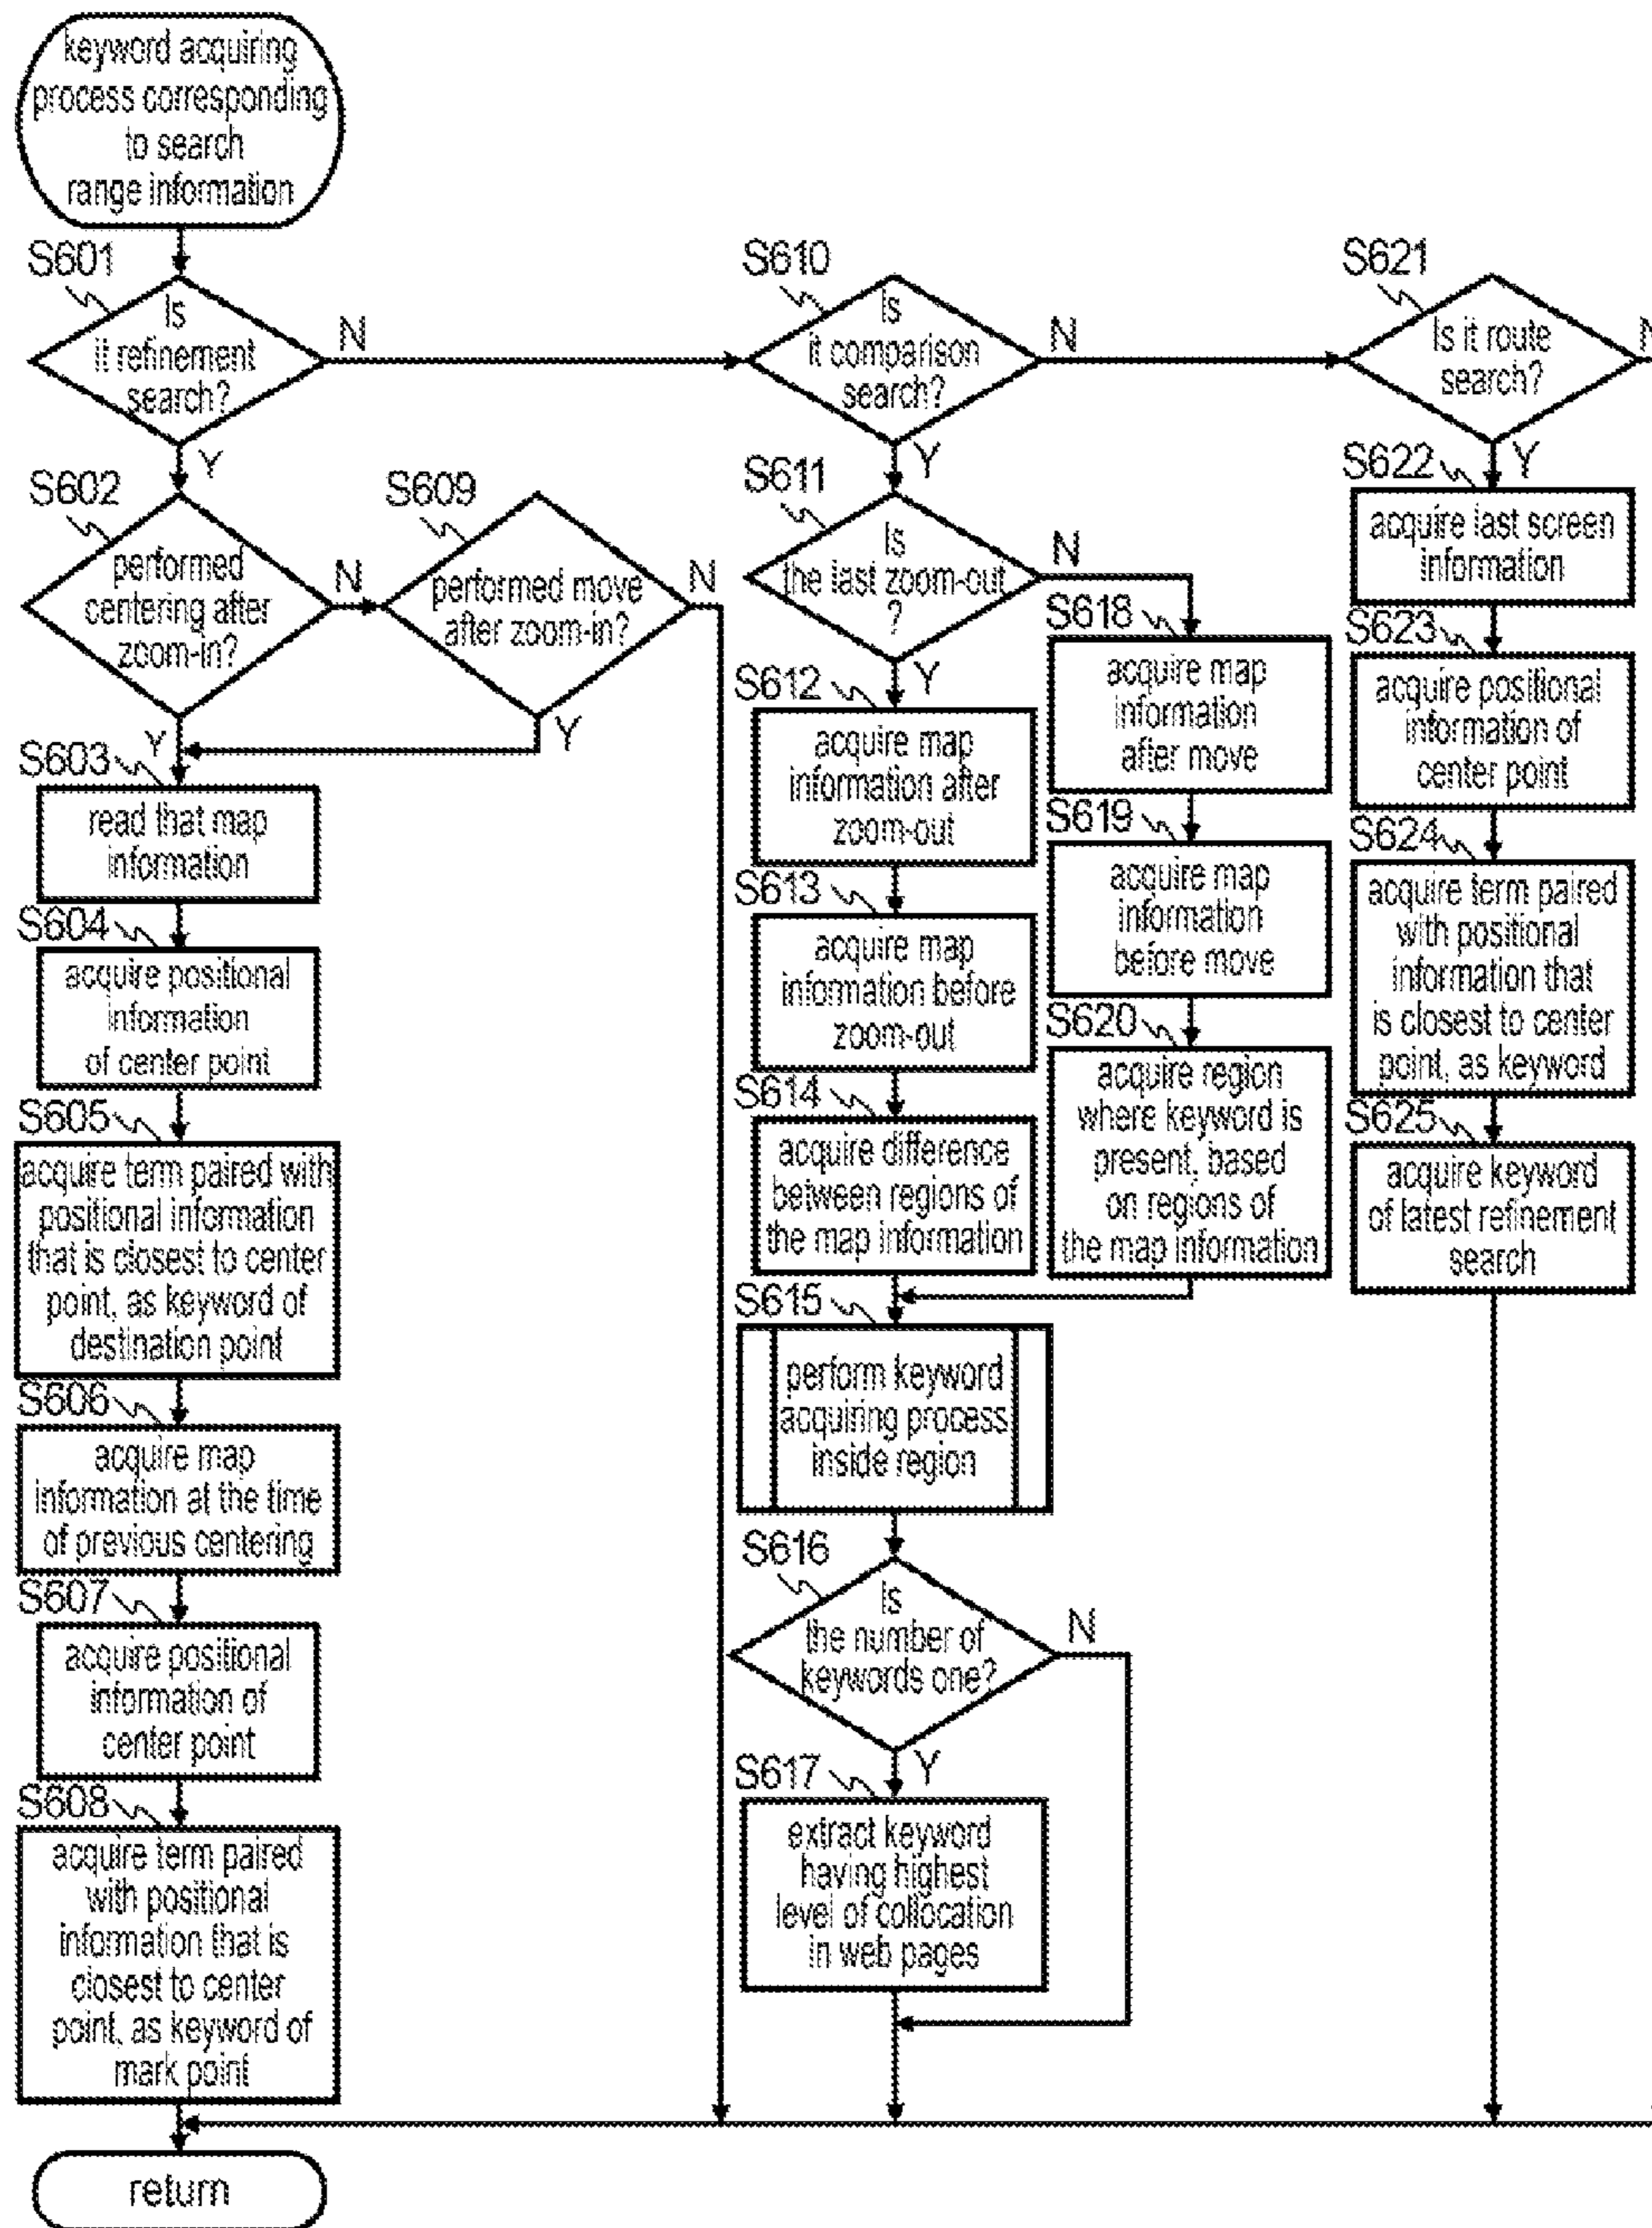 keyword acquiring
process corresponding
to search
range information
S601
Is
it refinement
search?
N
Y
S602
performed
centering after
zoom-in?
N
Y
S609
performed move
after zoom-in?
N
Y
S603
read that map
information
S604
acquire positional
information
of center point
S605
acquire term paired with
positional information
that is closest to center
point, as keyword of
destination point
S606
acquire map
information at the time
of previous centering
S607
acquire positional
information of
center point
S608
acquire term paired
with positional
information that is
closest to center
point, as keyword of
mark point
return
S610
Is
it comparison
search?
N
Y
S611
Is
the last zoom-out
?
N
Y
S612
acquire map
information after
zoom-out
S613
acquire map
information before
zoom-out
S614
acquire difference
between regions of
the map information
S615
perform keyword
acquiring process
inside region
S616
Is
the number of
keywords one?
N
Y
S617
extract keyword
having highest
level of collocation
in web pages
S618
acquire map
information
after move
S619
acquire map
information
before move
S620
acquire region
where keyword is
present, based
on regions of
the map information
S621
Is it route
search?
N
Y
S622
acquire last screen
information
S623
acquire positional
information of
center point
S624
acquire term paired
with positional
information that
is closest to center
point, as keyword
S625
acquire keyword
of latest refinement
search